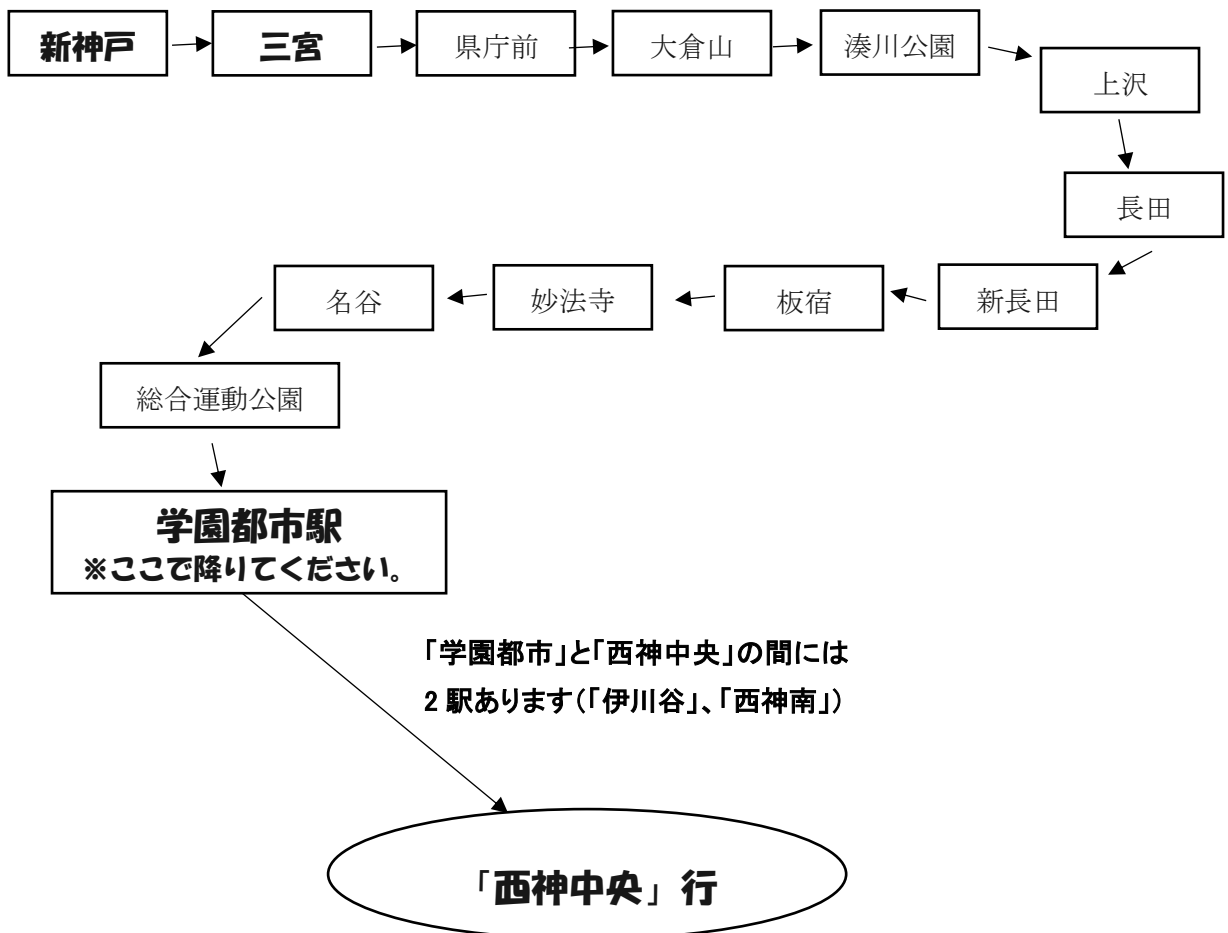 新神戸
三宮
県庁前
大倉山
湊川公園
上沢
長田
新長田
板宿
妙法寺
名谷
総合運動公園
学園都市駅
※ここで降りてください。
「学園都市」と「西神中央」の間には
2 駅あります(「伊川谷」、「西神南」)
「西神中央」行